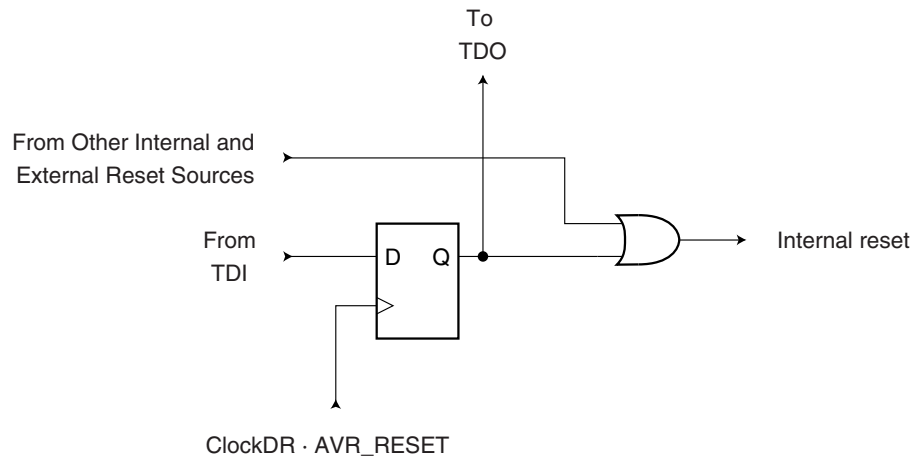 To
TDO
From Other Internal and
External Reset Sources
From
TDI
D
Q
Internal reset
ClockDR · AVR_RESET